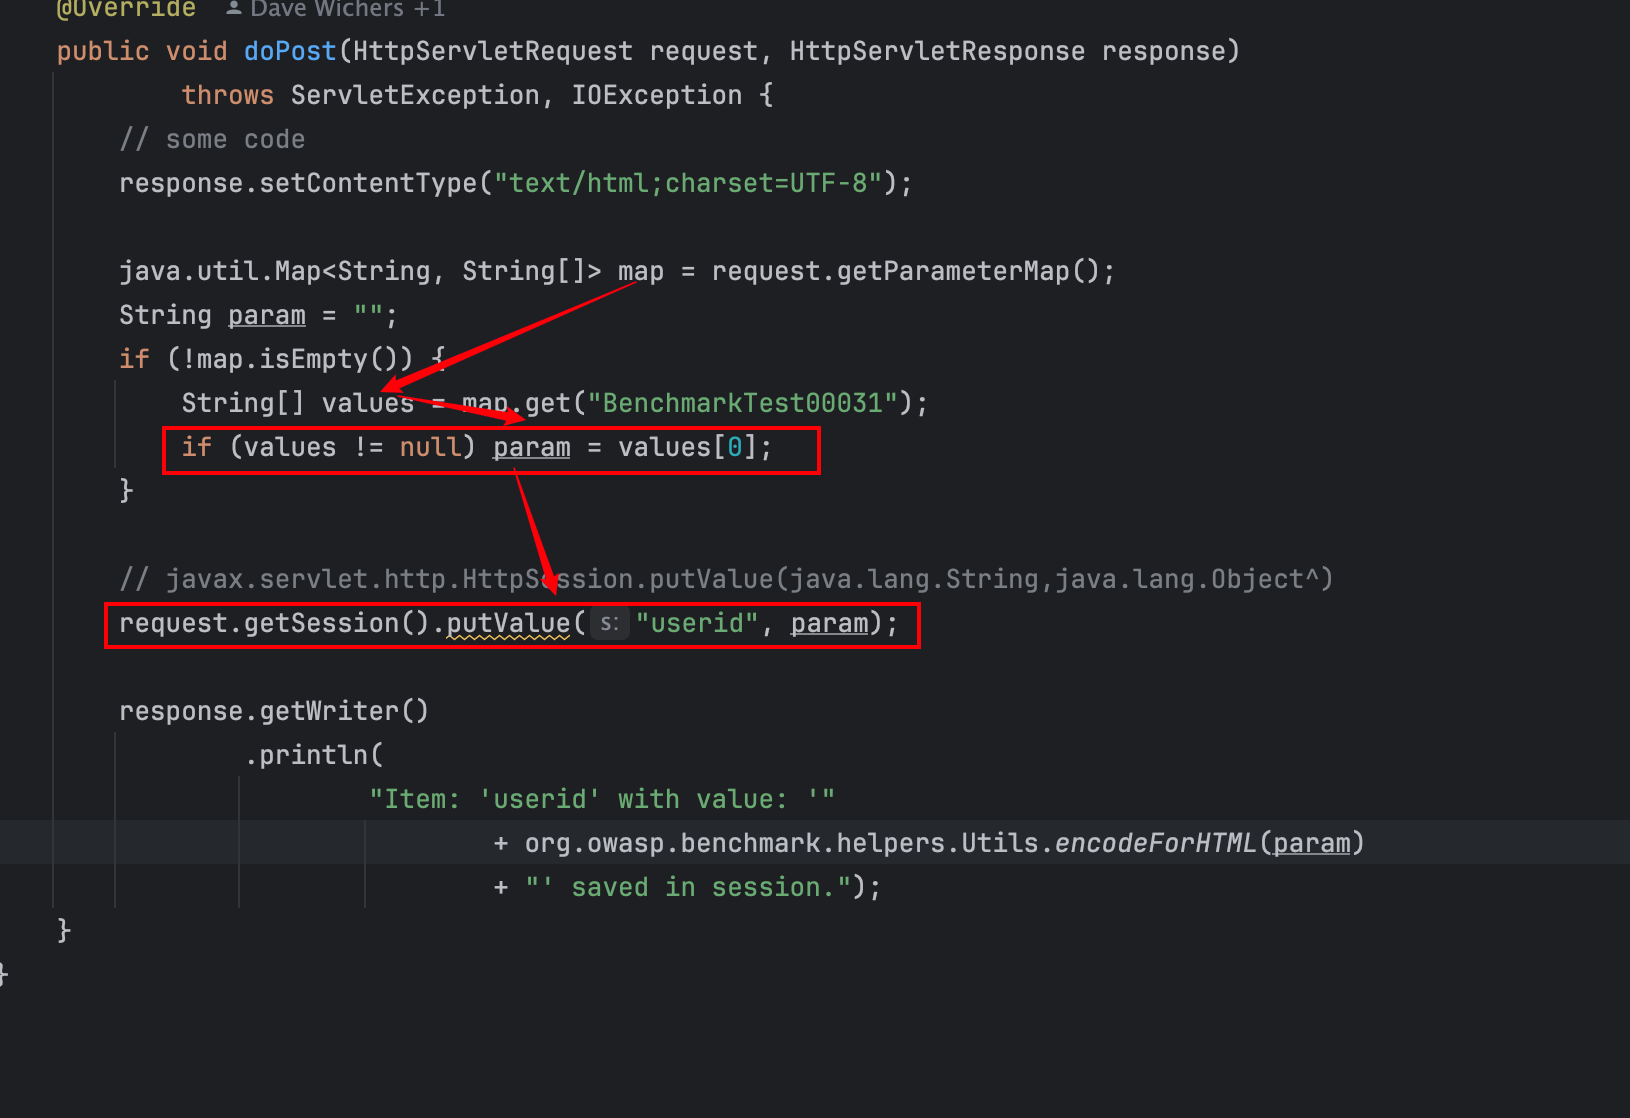 @Override Dave Wichers +1
public void doPost(HttpServletRequest request, HttpServletResponse response)
throws ServletException, IOException {
// some code
response.setContentType("text/html;charset=UTF-8");
java.util.Map<String, String[]> map = request.getParameterMap();
String param = "";
if (!map.isEmpty()) {
String[] values = map.get("BenchmarkTest00031");
if (values != null) param = values[0];
}
// javax.servlet.http.HttpSession.putValue(java.lang.String,java.lang.Object^)
request.getSession().putValue( s: "userid", param);
response.getWriter()
.println(
"Item: 'userid' with value: '"
+ org.owasp.benchmark.helpers.Utils.encodeForHTML(param)
+ "' saved in session.");
}
}